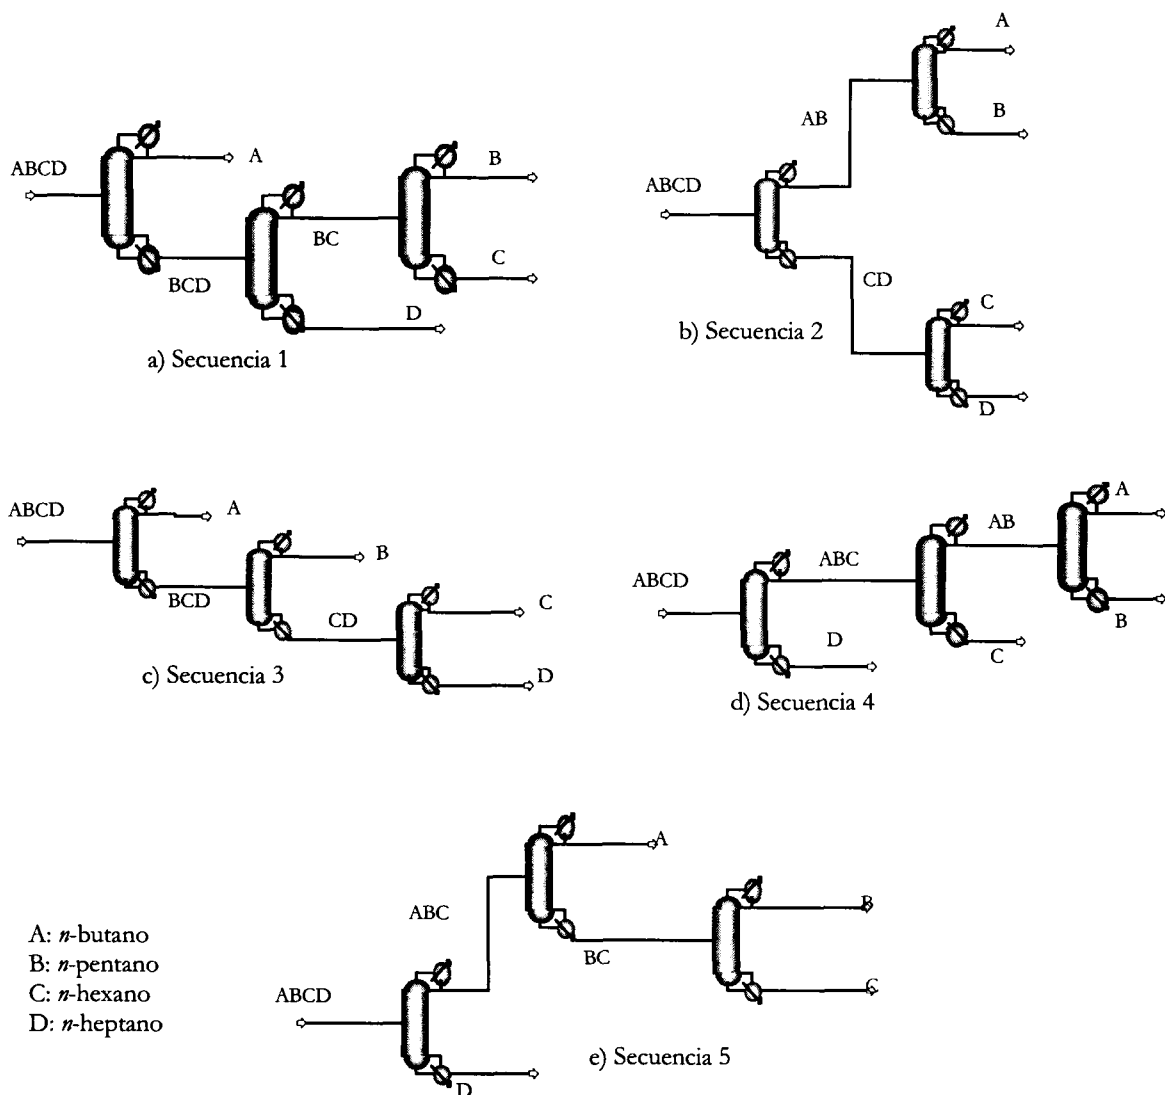 ABCD
A
BCD
BC
B
C
D
a) Secuencia 1
ABCD
AB
A
B
CD
C
D
b) Secuencia 2
ABCD
A
BCD
B
CD
C
D
c) Secuencia 3
ABCD
ABC
D
AB
C
A
B
d) Secuencia 4
A: n-butano
B: n-pentano
C: n-hexano
D: n-heptano
ABCD
ABC
D
A
BC
B
C
e) Secuencia 5